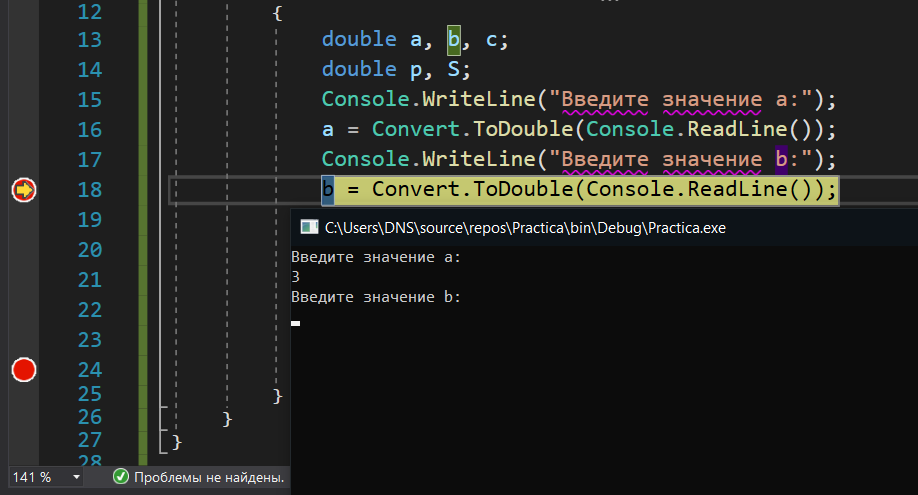 12 {
13 double a, b, c;
14 double p, S;
15 Console.WriteLine("Введите значение a:");
16 a = Convert.ToDouble(Console.ReadLine());
17 Console.WriteLine("Введите значение b:");
18 b = Convert.ToDouble(Console.ReadLine());
19
20
21
22
23
24
25 }
26 }
27 }
28
C:\Users\DNS\source\repos\Practica\bin\Debug\Practica.exe
Введите значение a:
3
Введите значение b:
141 % Проблемы не найдены.